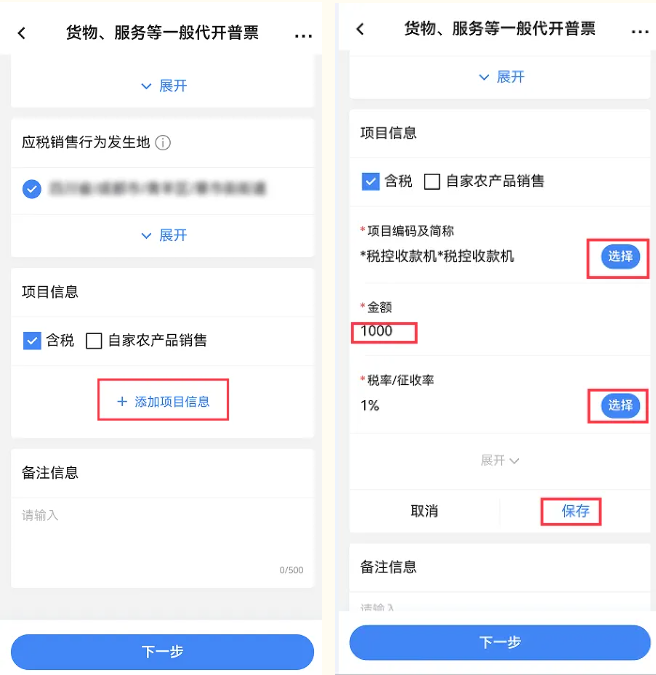 货物、服务等一般代开普票
...
展开
应税销售行为发生地
展开
项目信息
含税 自家农产品销售
+ 添加项目信息
备注信息
请输入
0/500
下一步
货物、服务等一般代开普票
...
展开
项目信息
含税 自家农产品销售
*项目编码及简称
*税控收款机*税控收款机 选择
*金额
1000
*税率/征收率
1% 选择
展开
取消 保存
备注信息
请输入
下一步